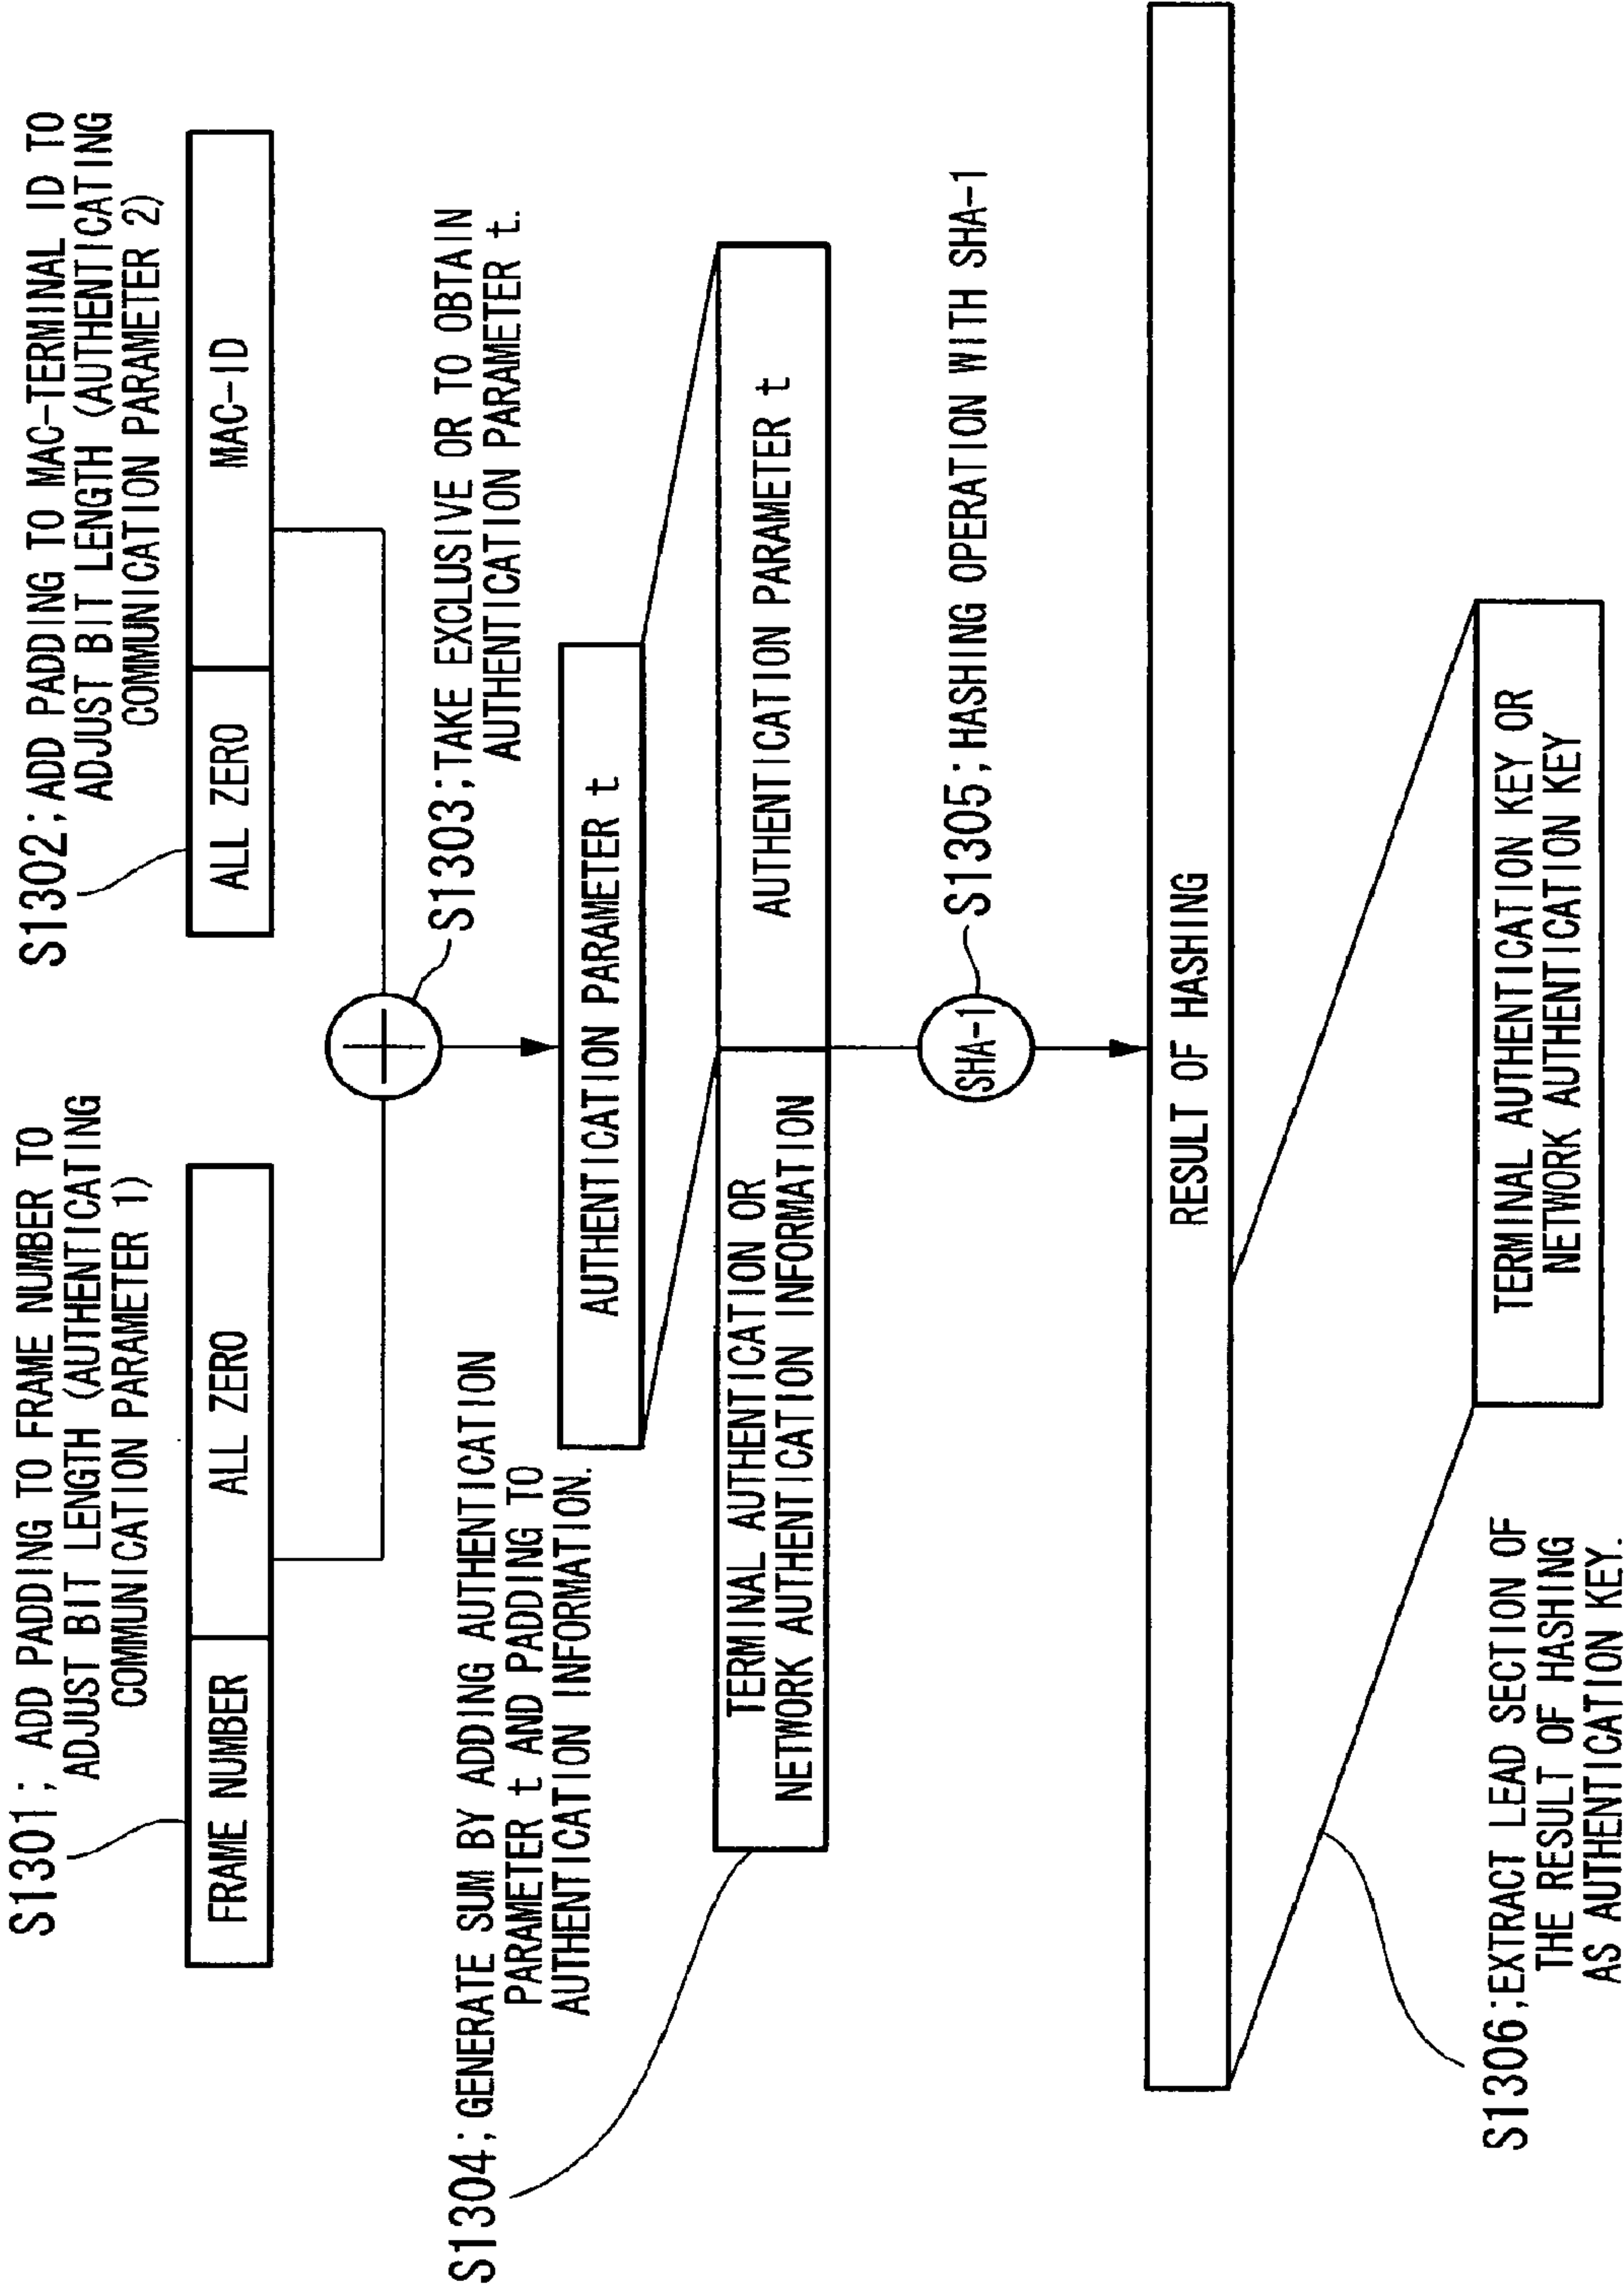 S1301; ADD PADDING TO FRAME NUMBER TO
ADJUST BIT LENGTH (AUTHENTICATING
COMMUNICATION PARAMETER 1)
FRAME NUMBER
ALL ZERO
S1302; ADD PADDING TO MAC-TERMINAL ID TO
ADJUST BIT LENGTH (AUTHENTICATING
COMMUNICATION PARAMETER 2)
ALL ZERO
MAC-ID
S1303; TAKE EXCLUSIVE OR TO OBTAIN
AUTHENTICATION PARAMETER t.
AUTHENTICATION PARAMETER t
S1304; GENERATE SUM BY ADDING AUTHENTICATION
PARAMETER t AND PADDING TO
AUTHENTICATION INFORMATION.
TERMINAL AUTHENTICATION OR
NETWORK AUTHENTICATION INFORMATION
AUTHENTICATION PARAMETER t
SHA-1
S1305; HASHING OPERATION WITH SHA-1
RESULT OF HASHING
S1306; EXTRACT LEAD SECTION OF
THE RESULT OF HASHING
AS AUTHENTICATION KEY.
TERMINAL AUTHENTICATION KEY OR
NETWORK AUTHENTICATION KEY